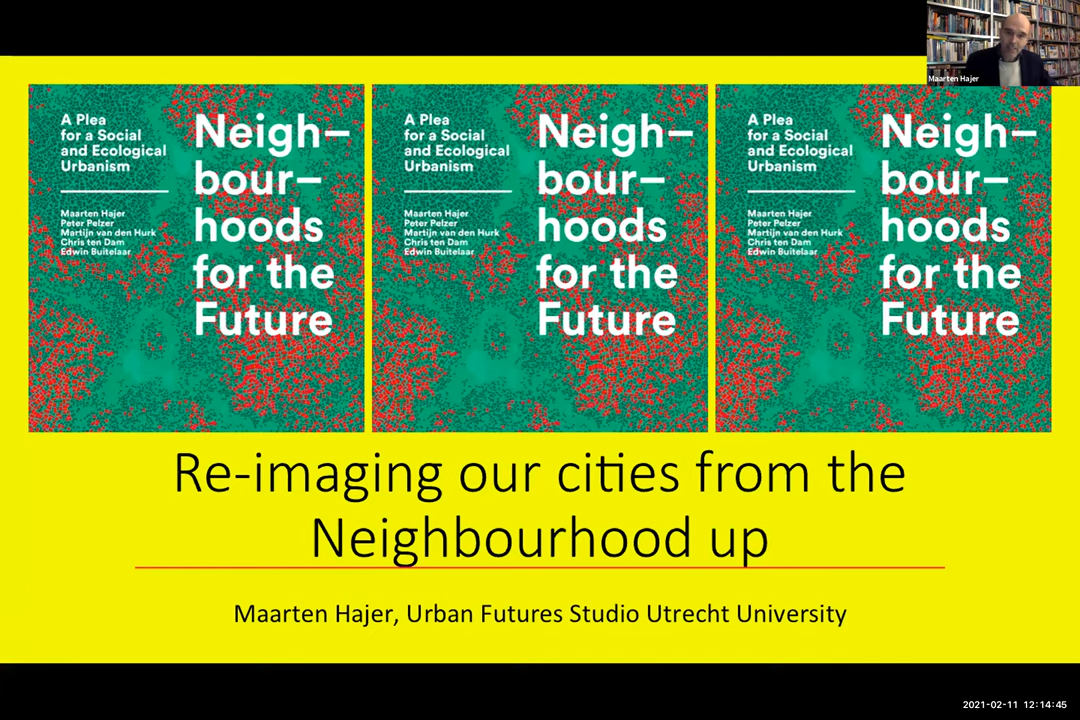 Maarten Hajer
A Plea
for a Social
and Ecological
Urbanism
Maarten Hajer
Peter Pelzer
Martijn van den Hurk
Chris ten Dam
Edwin Buitelaar
Neigh–
bour–
hoods
for the
Future
A Plea
for a Social
and Ecological
Urbanism
Maarten Hajer
Peter Pelzer
Martijn van den Hurk
Chris ten Dam
Edwin Buitelaar
Neigh–
bour–
hoods
for the
Future
A Plea
for a Social
and Ecological
Urbanism
Maarten Hajer
Peter Pelzer
Martijn van den Hurk
Chris ten Dam
Edwin Buitelaar
Neigh–
bour–
hoods
for the
Future
Re-imaging our cities from the
Neighbourhood up
Maarten Hajer, Urban Futures Studio Utrecht University
2021-02-11 12:14:45